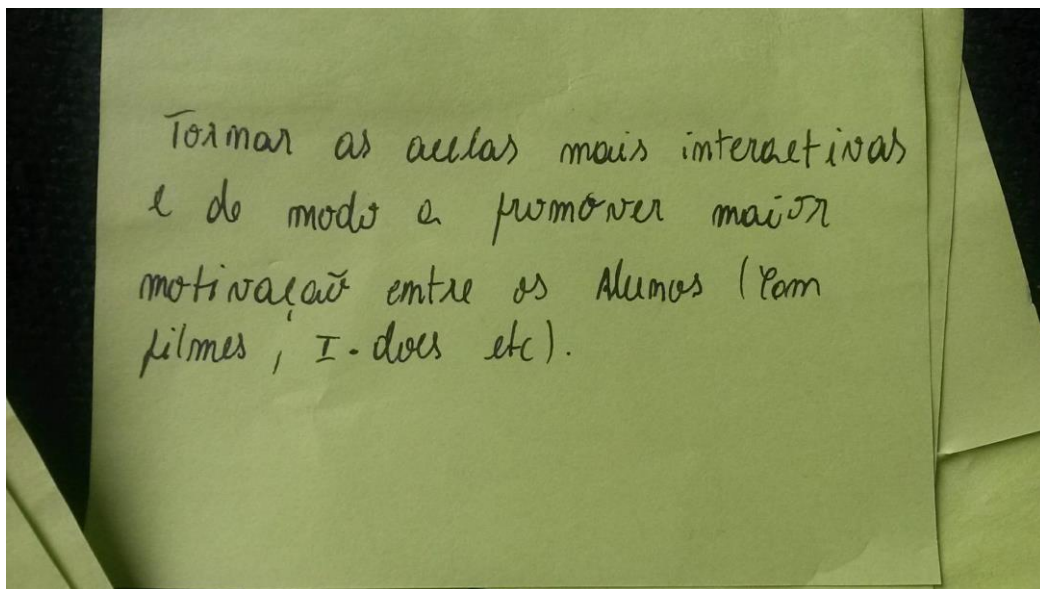 Tornar as aulas mais interactivas
e de modo a promover maior
motivação entre os Alunos (Com
filmes, I-docs etc).